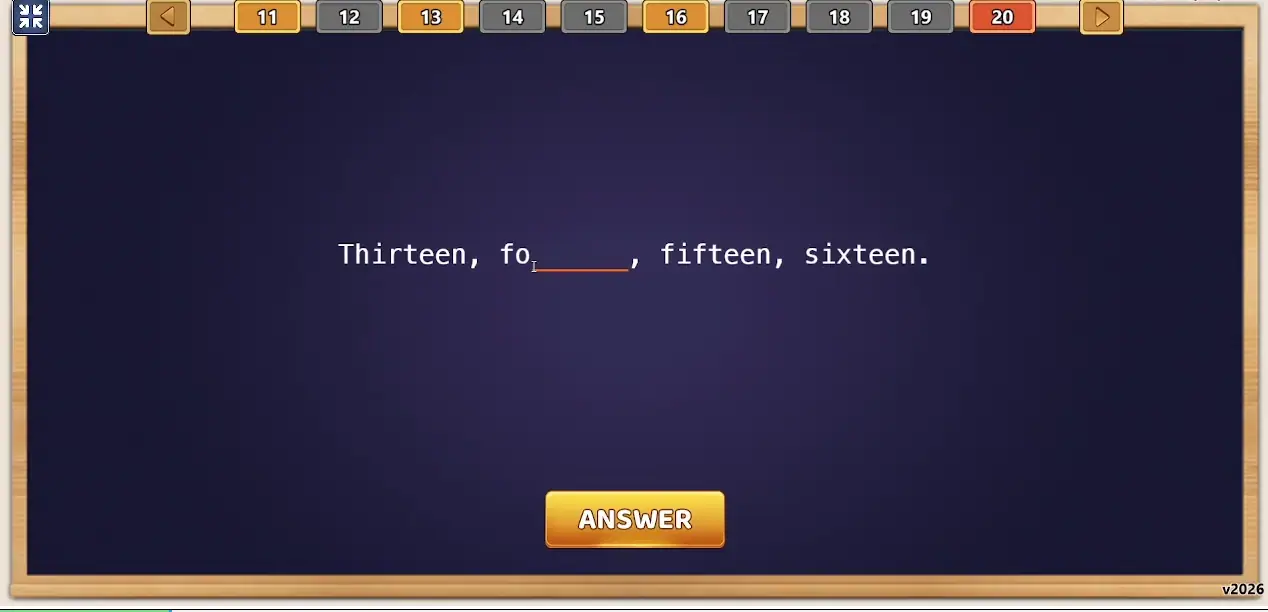 11 12 13 14 15 16 17 18 19 20
Thirteen, fo______, fifteen, sixteen.
ANSWER
v2026